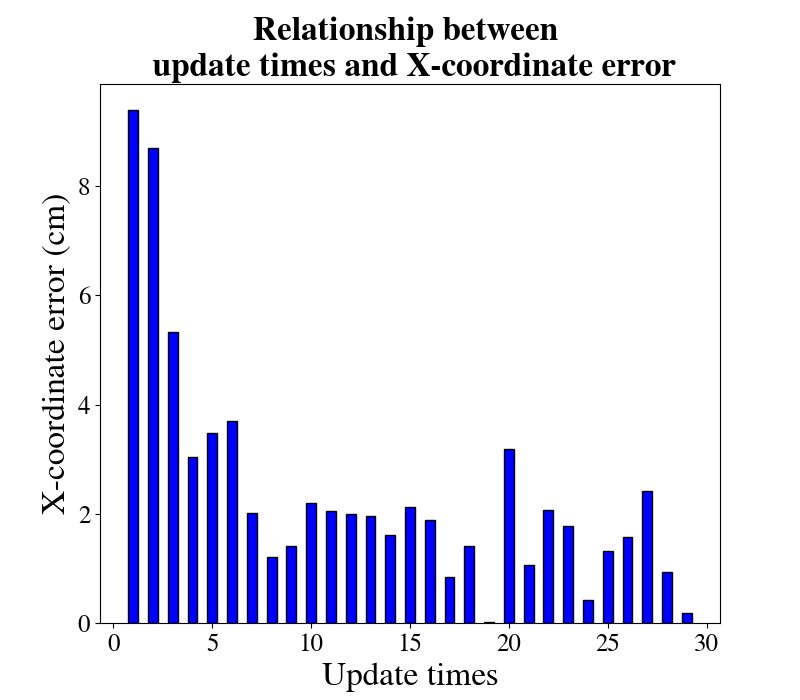 Relationship between
update times and X-coordinate error
X-coordinate error (cm)
8
6
4
2
0
0 5 10 15 20 25 30
Update times